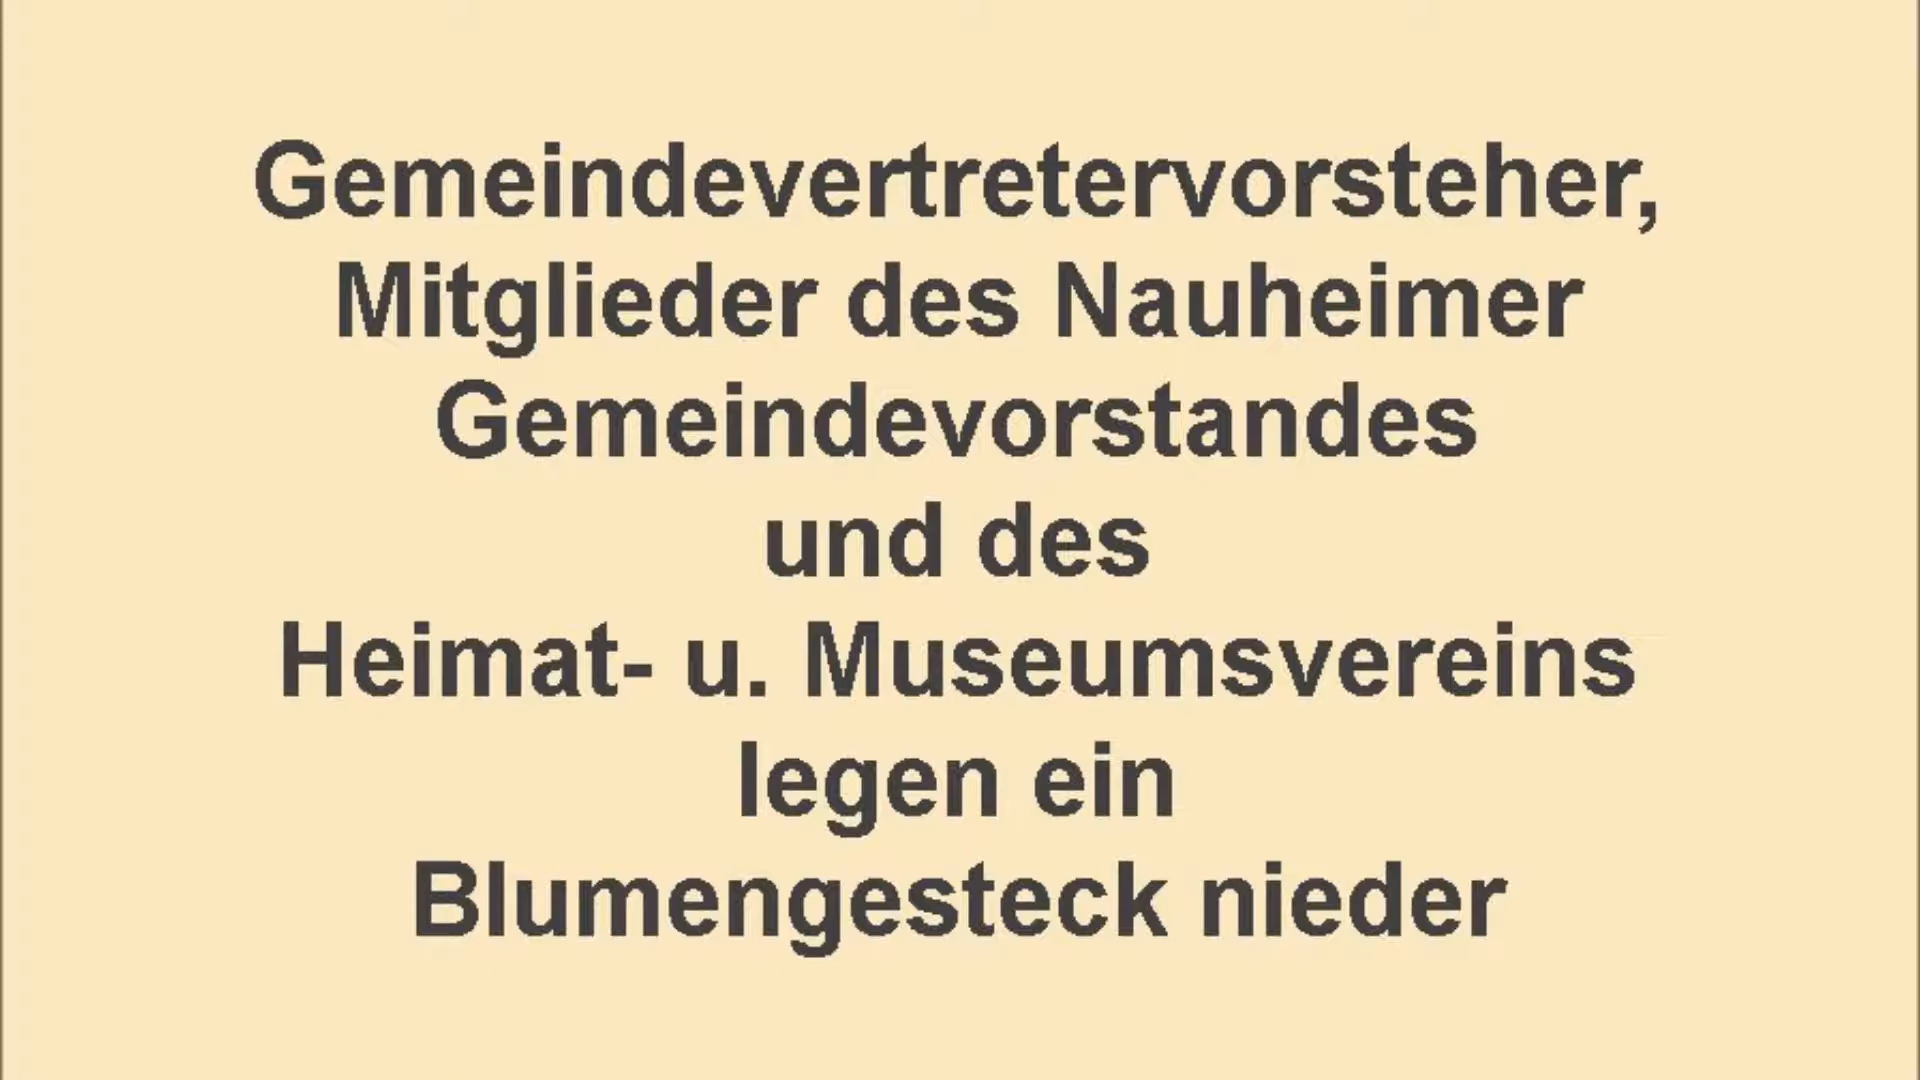 Gemeindevertretervorsteher,
Mitglieder des Nauheimer
Gemeindevorstandes
und des
Heimat- u. Museumsvereins
legen ein
Blumengesteck nieder